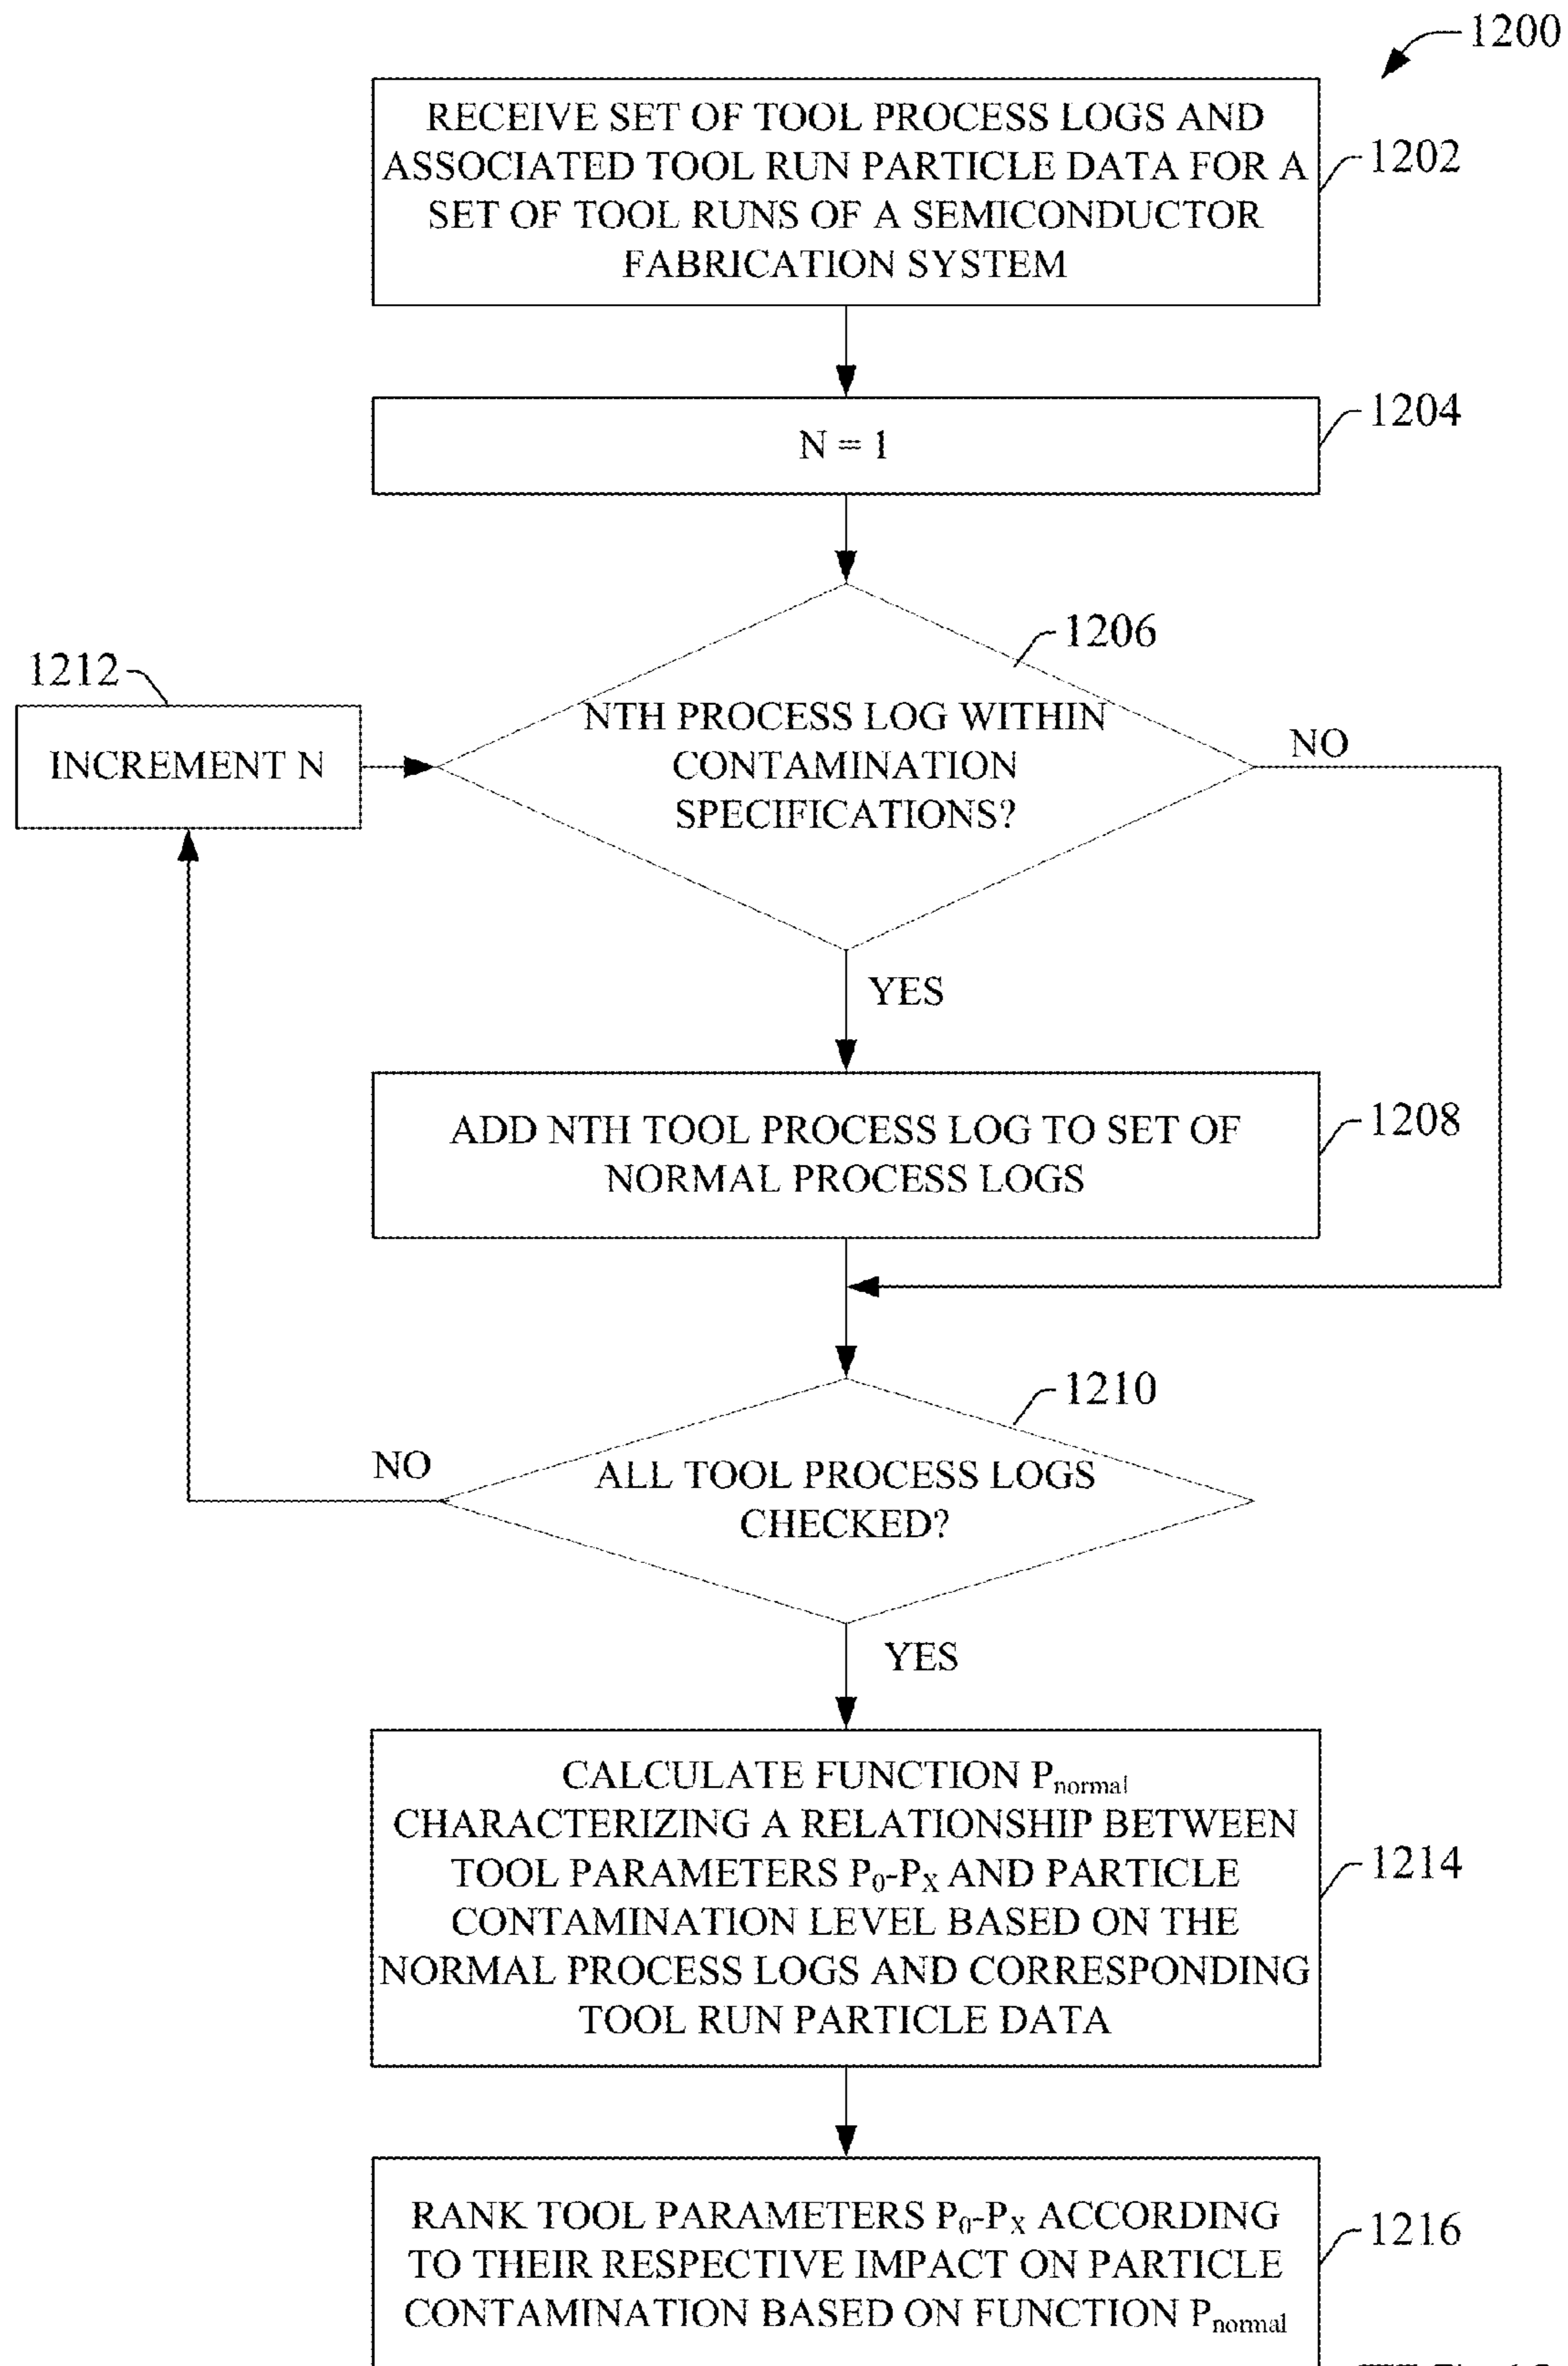 1200
RECEIVE SET OF TOOL PROCESS LOGS AND
ASSOCIATED TOOL RUN PARTICLE DATA FOR A
SET OF TOOL RUNS OF A SEMICONDUCTOR
FABRICATION SYSTEM
1202
N = 1
1204
1206
NTH PROCESS LOG WITHIN
CONTAMINATION
SPECIFICATIONS?
NO
1212
INCREMENT N
YES
ADD NTH TOOL PROCESS LOG TO SET OF
NORMAL PROCESS LOGS
1208
1210
ALL TOOL PROCESS LOGS
CHECKED?
NO
YES
CALCULATE FUNCTION Pnormal
CHARACTERIZING A RELATIONSHIP BETWEEN
TOOL PARAMETERS P0-PX AND PARTICLE
CONTAMINATION LEVEL BASED ON THE
NORMAL PROCESS LOGS AND CORRESPONDING
TOOL RUN PARTICLE DATA
1214
RANK TOOL PARAMETERS P0-PX ACCORDING
TO THEIR RESPECTIVE IMPACT ON PARTICLE
CONTAMINATION BASED ON FUNCTION Pnormal
1216